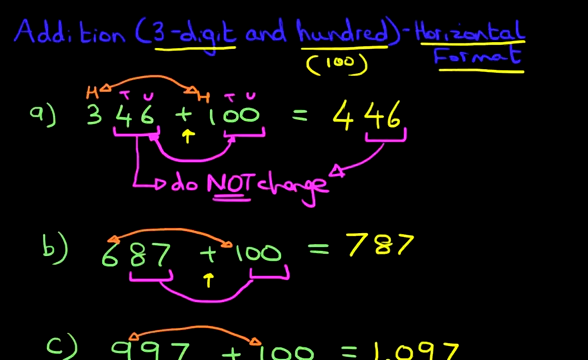 Addition (3-digit and hundred)-Horizontal
(100) Format
H T U H T U
a) 346 + 100 = 446
do NOT change
b) 687 + 100 = 787
c) 997 + 100 = 1,097